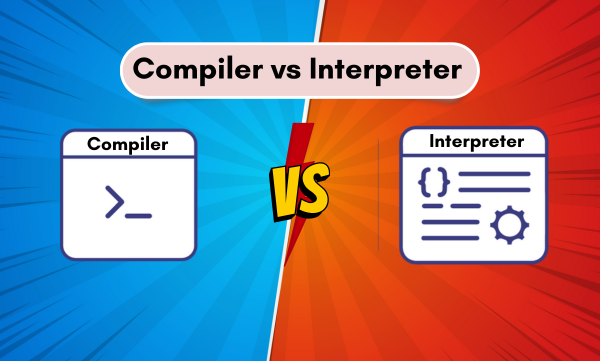 Compiler vs Interpreter
Compiler
Interpreter
VS